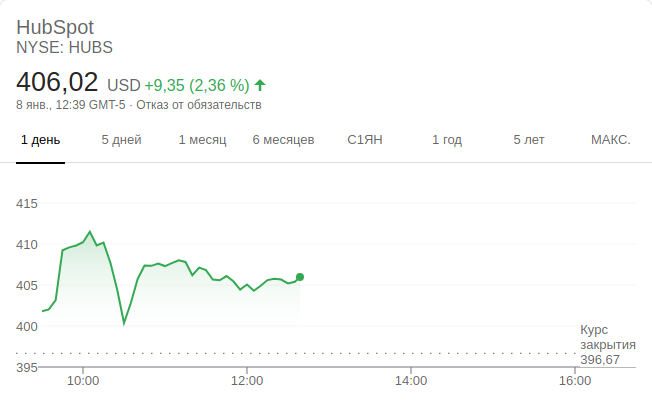 HubSpot
NYSE: HUBS
406,02 USD +9,35 (2,36 %)
8 янв., 12:39 GMT-5 · Отказ от обязательств
1 день 5 дней 1 месяц 6 месяцев С1ЯН 1 год 5 лет МАКС.
415
410
405
400
Курс
закрытия
396,67
395
10:00 12:00 14:00 16:00